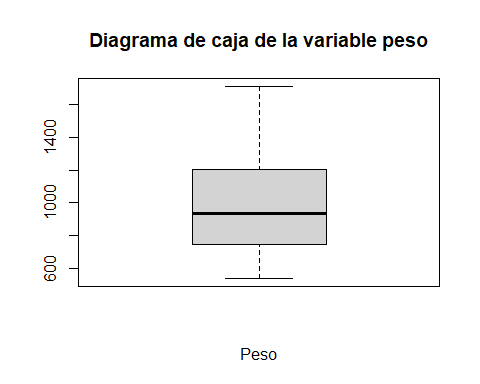 Diagrama de caja de la variable peso
1400
1000
600
Peso